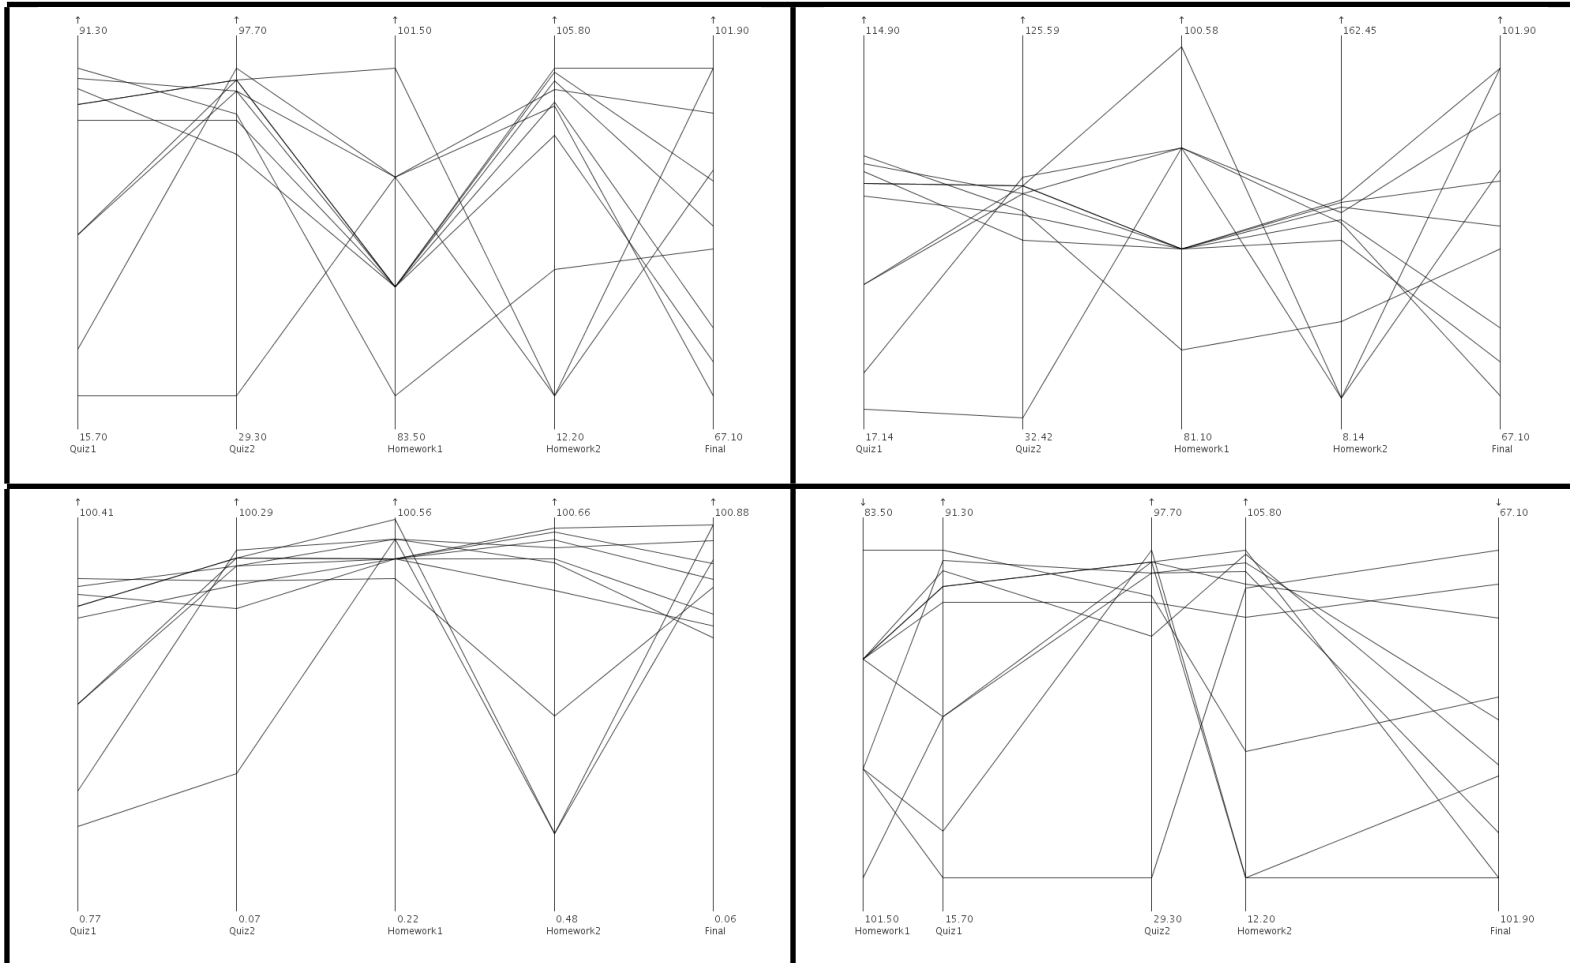 ↑ ↑ ↑ ↑ ↑
91.30 97.70 101.50 105.80 101.90
15.70 29.30 83.50 12.20 67.10
Quiz1 Quiz2 Homework1 Homework2 Final
↑ ↑ ↑ ↑ ↑
114.90 125.59 100.58 162.45 101.90
17.14 32.42 81.10 8.14 67.10
Quiz1 Quiz2 Homework1 Homework2 Final
↑ ↑ ↑ ↑ ↑
100.41 100.29 100.56 100.66 100.88
0.77 0.07 0.22 0.48 0.06
Quiz1 Quiz2 Homework1 Homework2 Final
↓ ↑ ↑ ↑ ↓
83.50 91.30 97.70 105.80 67.10
101.50 15.70 29.30 12.20 101.90
Homework1 Quiz1 Quiz2 Homework2 Final